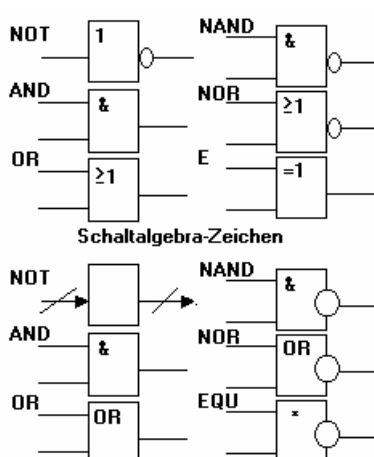 NOT 1 NAND &
AND & NOR ≥1
OR ≥1 E =1
Schaltalgebra-Zeichen
NOT NAND &
AND & NOR OR
OR OR EQU *